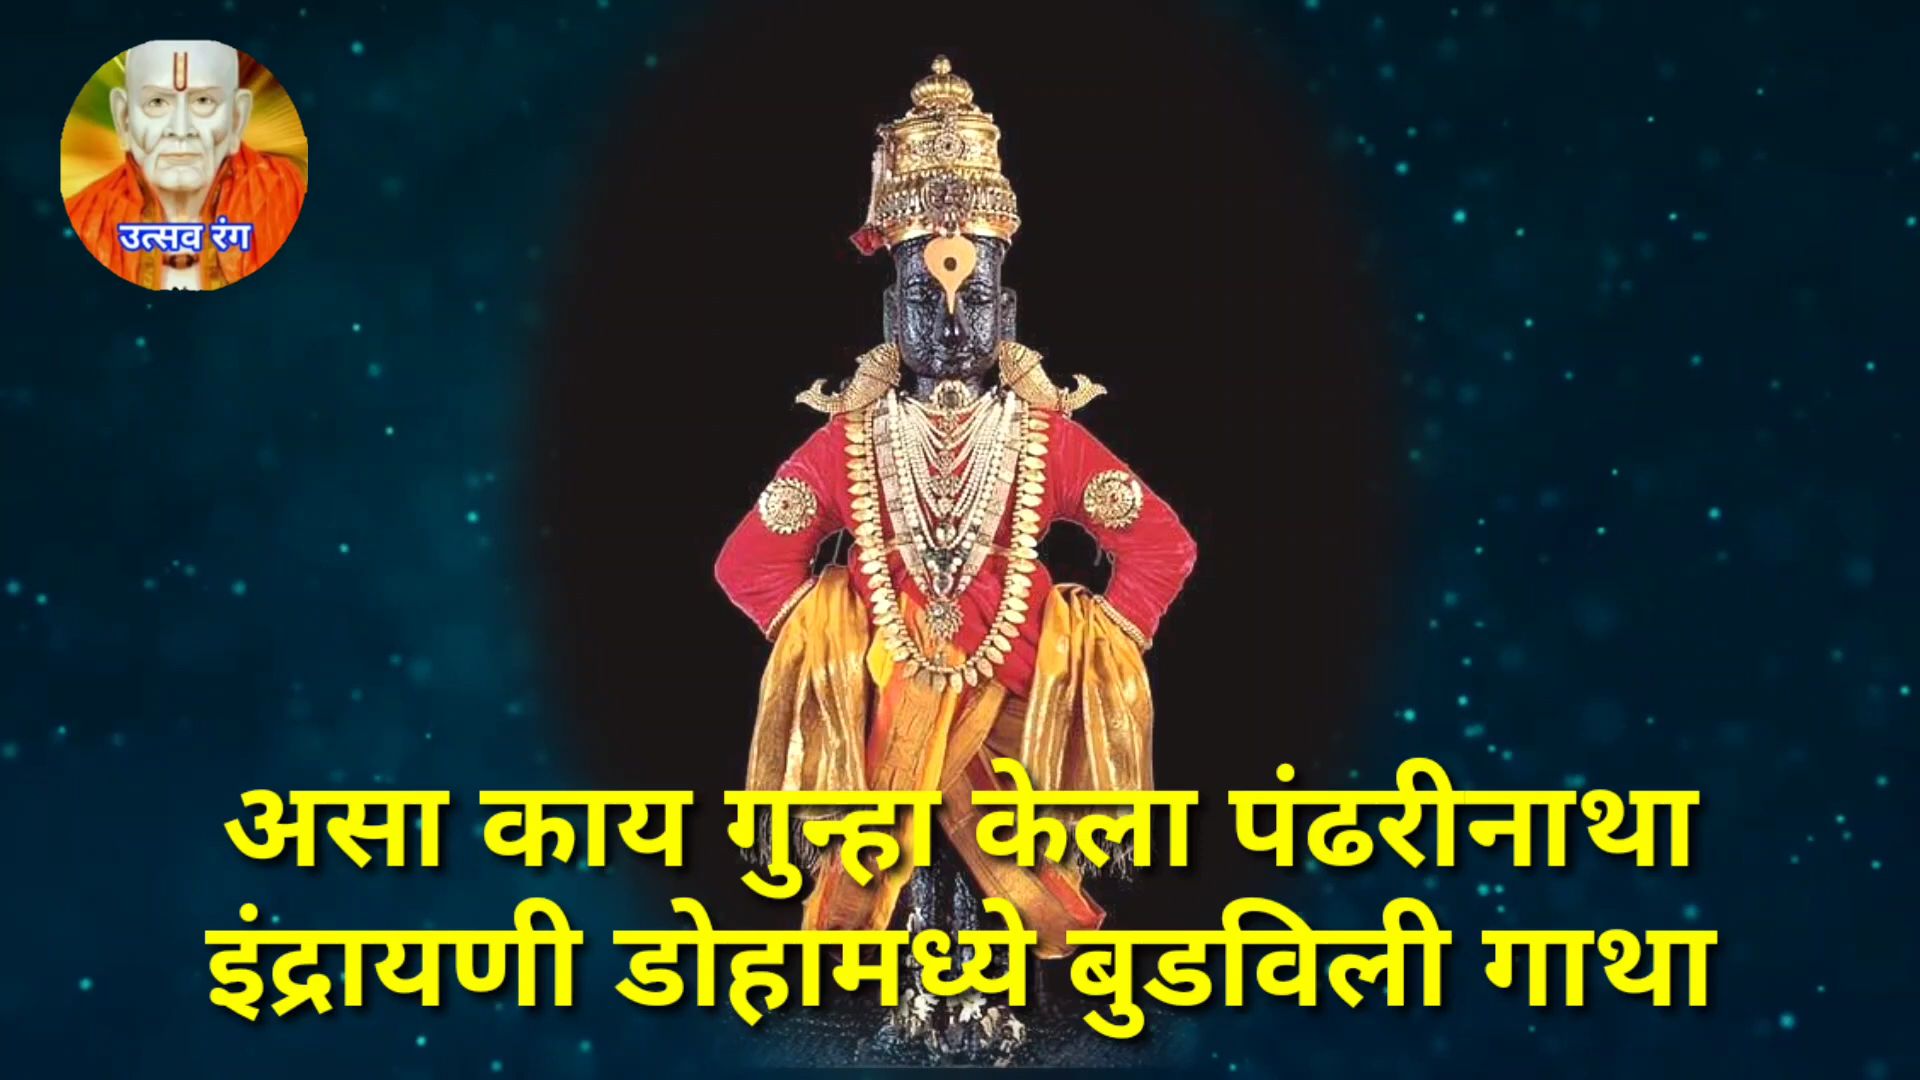 उत्सव रंग
असा काय गुन्हा केला पंढरीनाथा
इंद्रायणी डोहामध्ये बुडविली गाथा